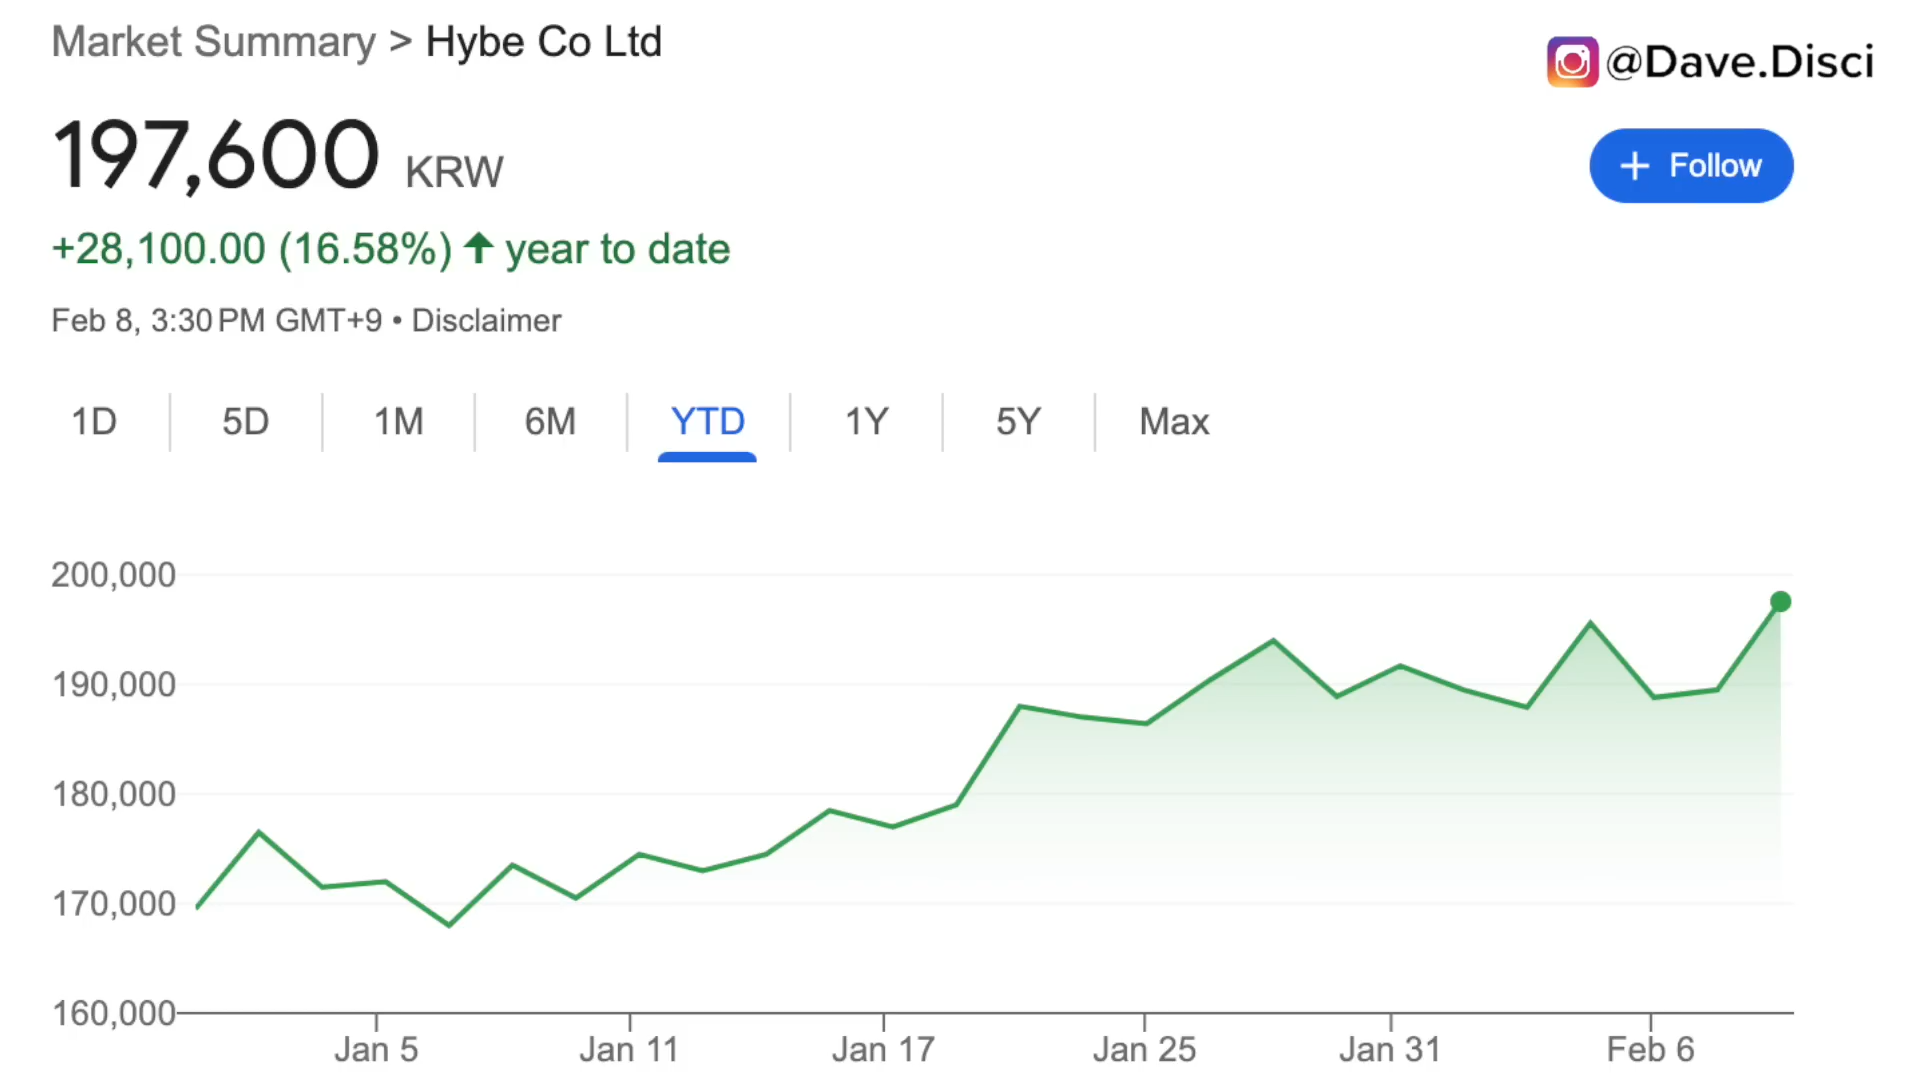 Market Summary > Hybe Co Ltd
@Dave.Disci
197,600 KRW
+ Follow
+28,100.00 (16.58%) ↑ year to date
Feb 8, 3:30 PM GMT+9 • Disclaimer
1D 5D 1M 6M YTD 1Y 5Y Max
200,000
190,000
180,000
170,000
160,000
Jan 5 Jan 11 Jan 17 Jan 25 Jan 31 Feb 6